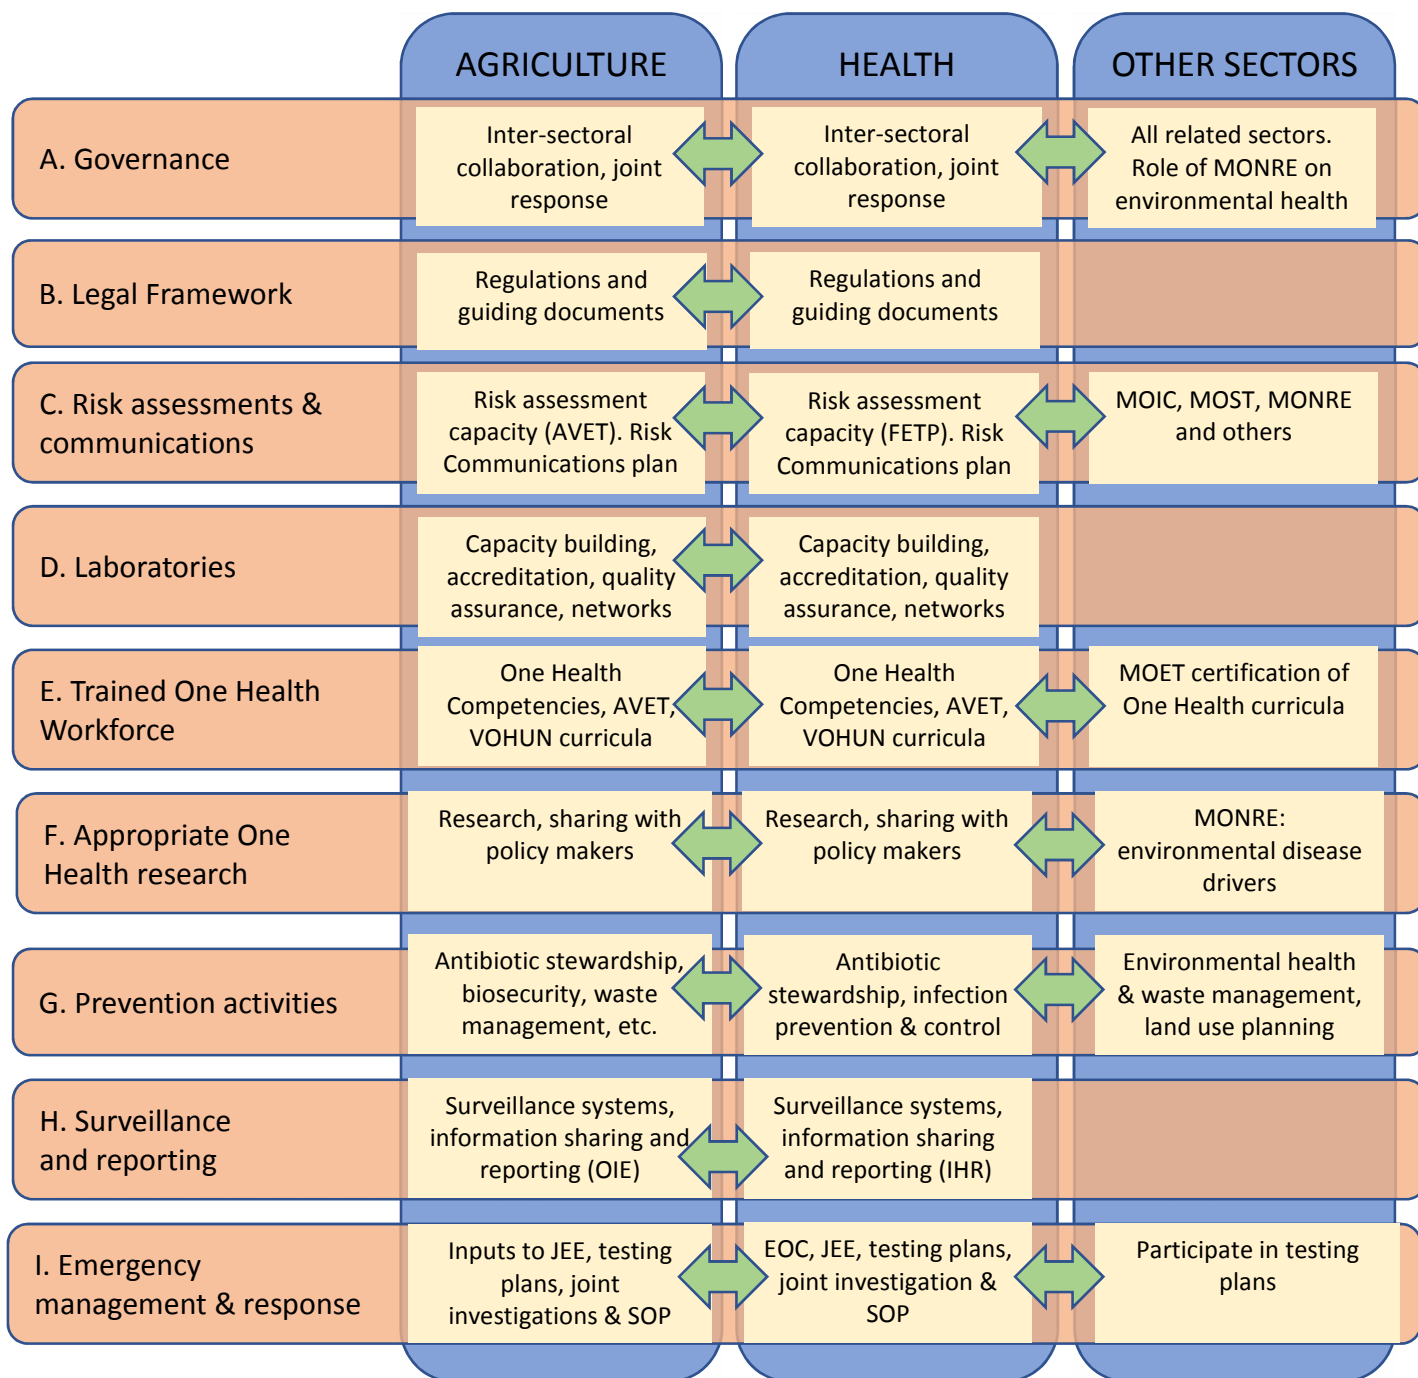 AGRICULTURE
HEALTH
OTHER SECTORS
A. Governance
Inter-sectoral
collaboration, joint
response
Inter-sectoral
collaboration, joint
response
All related sectors.
Role of MONRE on
environmental health
B. Legal Framework
Regulations and
guiding documents
Regulations and
guiding documents
C. Risk assessments &
communications
Risk assessment
capacity (AVET). Risk
Communications plan
Risk assessment
capacity (FETP). Risk
Communications plan
MOIC, MOST, MONRE
and others
D. Laboratories
Capacity building,
accreditation, quality
assurance, networks
Capacity building,
accreditation, quality
assurance, networks
E. Trained One Health
Workforce
One Health
Competencies, AVET,
VOHUN curricula
One Health
Competencies, AVET,
VOHUN curricula
MOET certification of
One Health curricula
F. Appropriate One
Health research
Research, sharing with
policy makers
Research, sharing with
policy makers
MONRE:
environmental disease
drivers
G. Prevention activities
Antibiotic stewardship,
biosecurity, waste
management, etc.
Antibiotic
stewardship, infection
prevention & control
Environmental health
& waste management,
land use planning
H. Surveillance
and reporting
Surveillance systems,
information sharing and
reporting (OIE)
Surveillance systems,
information sharing
and reporting (IHR)
I. Emergency
management & response
Inputs to JEE, testing
plans, joint
investigations & SOP
EOC, JEE, testing plans,
joint investigation &
SOP
Participate in testing
plans